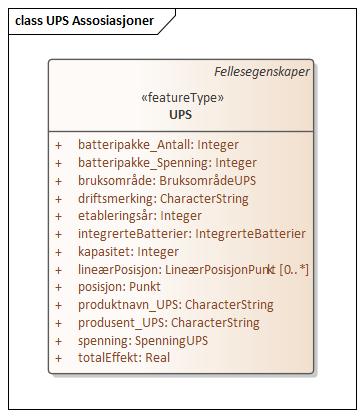 class UPS Assosiasjoner
Fellesegenskaper
«featureType»
UPS
+ batteripakke_Antall: Integer
+ batteripakke_Spenning: Integer
+ bruksområde: BruksområdeUPS
+ driftsmerking: CharacterString
+ etableringsår: Integer
+ integrerteBatterier: IntegrerteBatterier
+ kapasitet: Integer
+ lineærPosisjon: LineærPosisjonPunkt [0..*]
+ posisjon: Punkt
+ produktnavn_UPS: CharacterString
+ produsent_UPS: CharacterString
+ spenning: SpenningUPS
+ totalEffekt: Real